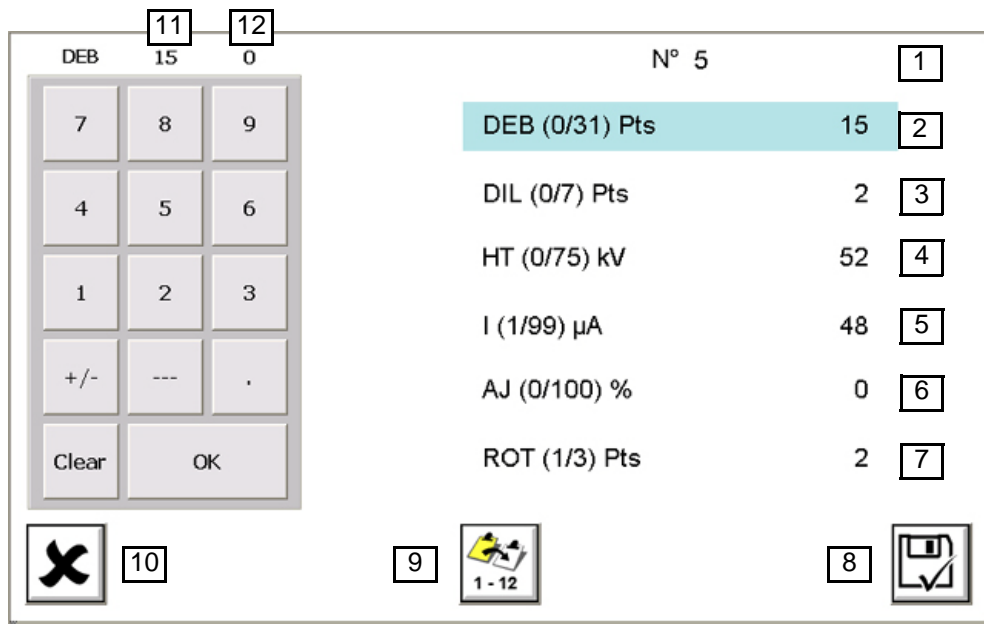 11 12
DEB 15 0
N° 5 1
7 8 9
DEB (0/31) Pts 15 2
4 5 6
DIL (0/7) Pts 2 3
HT (0/75) kV 52 4
1 2 3
I (1/99) µA 48 5
+/- --- .
AJ (0/100) % 0 6
Clear OK
ROT (1/3) Pts 2 7
10 9 8
1 - 12